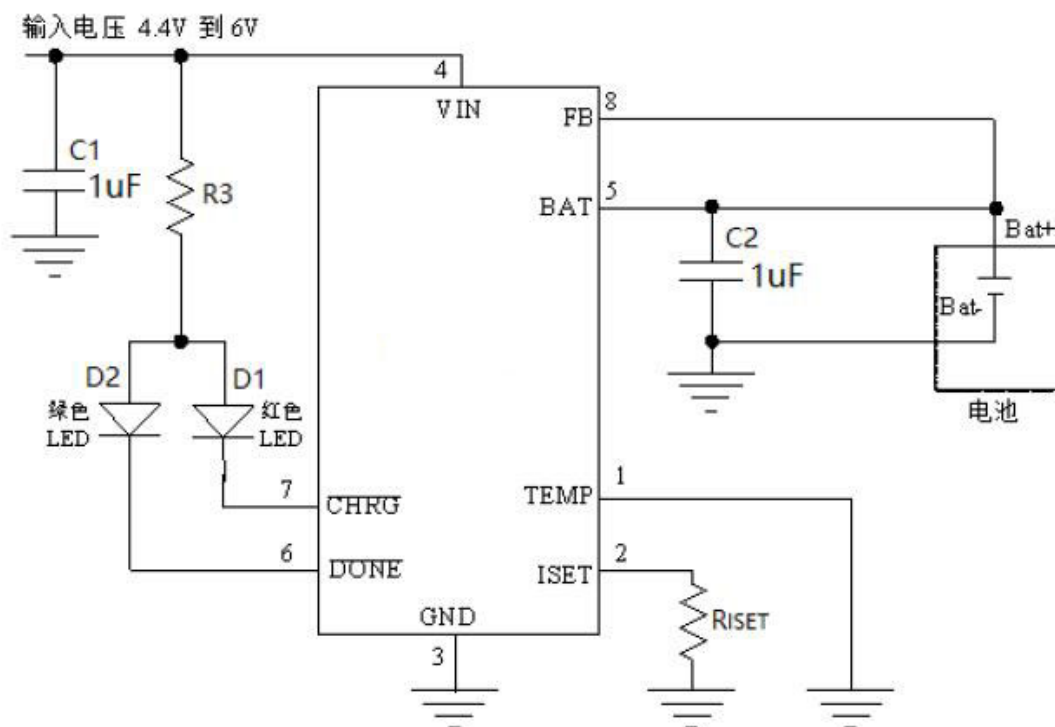 输入电压 4.4V 到 6V
4
VIN
8
FB
C1
1uF
R3
5
BAT
C2
1uF
Bat+
Bat-
电池
D2
D1
绿色
LED
红色
LED
7
CHRG
1
TEMP
6
DONE
2
ISET
RISET
GND
3